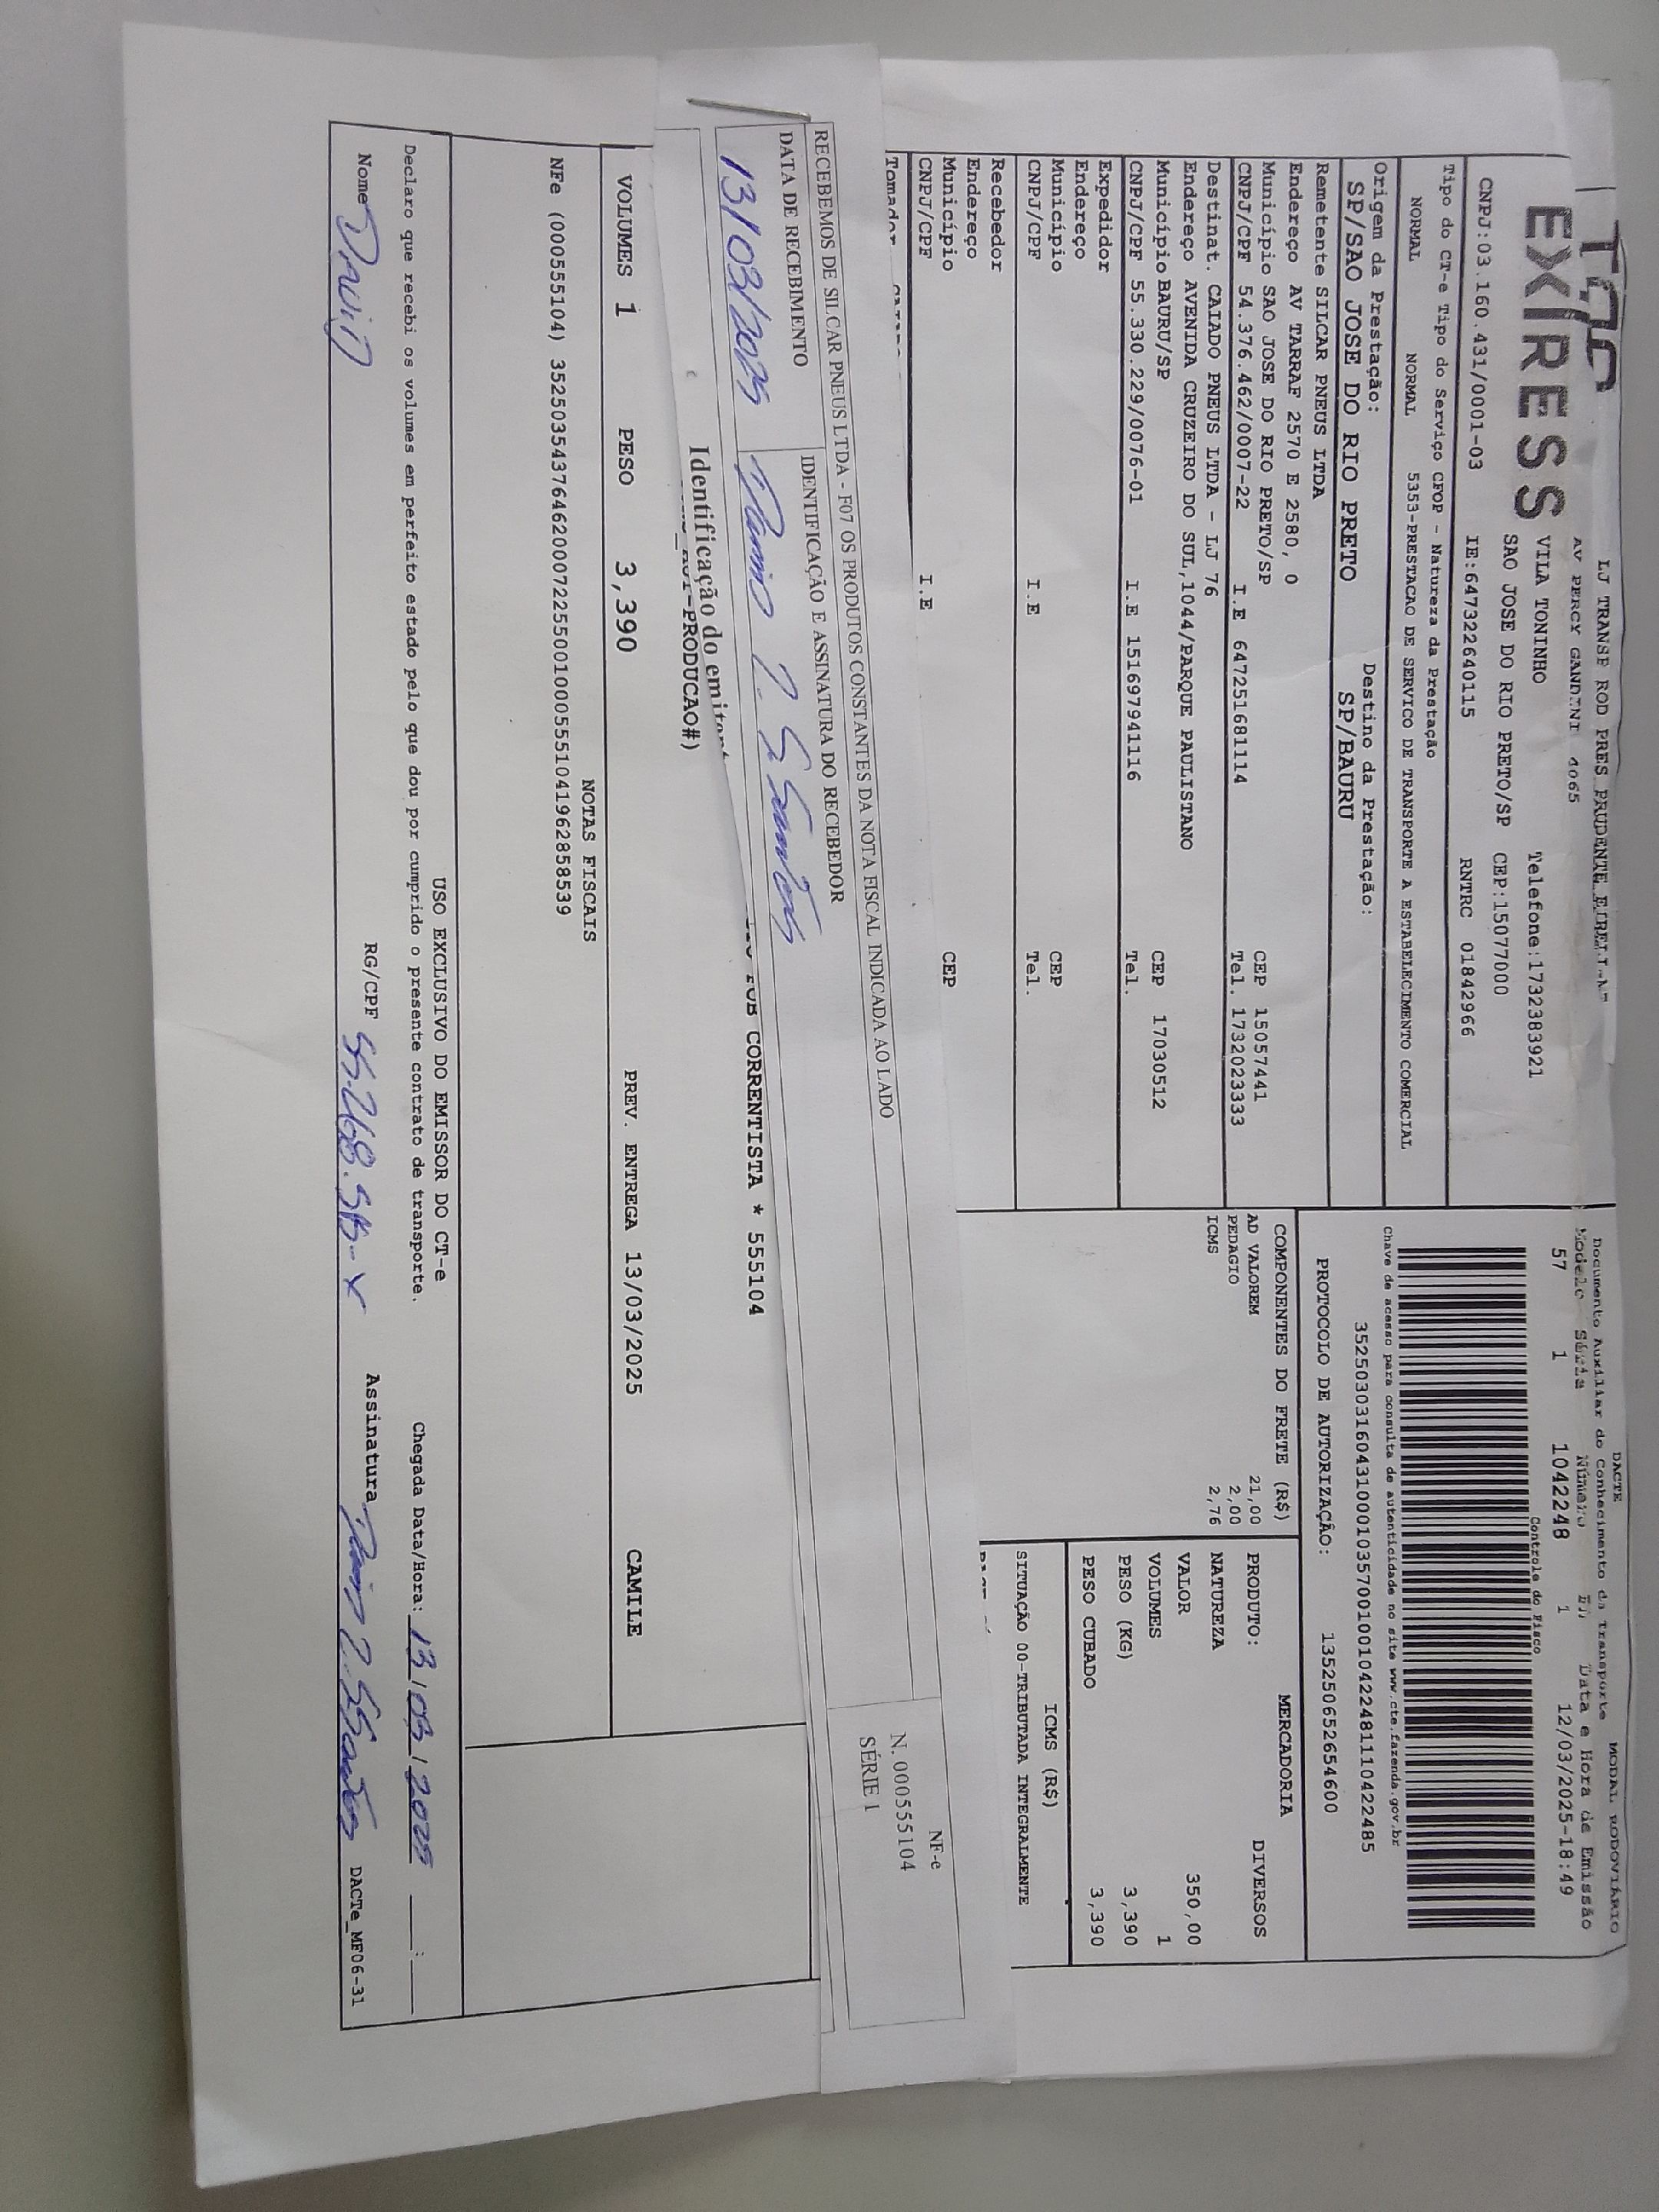 EXPRESS
LJ TRANSP ROD PRES PRUDENTE EIRELI-ME
AV PERCY GANDINI 4065
VILA TONINHO Telefone:1732383921
SAO JOSE DO RIO PRETO/SP CEP:15077000
CNPJ:03.160.431/0001-03 IE:647322640115 RNTRC 01842966
Tipo do CT-e Tipo do Serviço CFOP - Natureza da Prestação
NORMAL NORMAL 5353-PRESTACAO DE SERVICO DE TRANSPORTE A ESTABELECIMENTO COMERCIAL
Origem da Prestação: Destino da Prestação:
SP/SAO JOSE DO RIO PRETO SP/BAURU
Remetente SILCAR PNEUS LTDA
Endereço AV TARRAF 2570 E 2580, 0
Município SAO JOSE DO RIO PRETO/SP CEP 15057441
CNPJ/CPF 54.376.462/0007-22 I.E 647251681114 Tel. 1732023333
Destinat. CAIADO PNEUS LTDA - LJ 76
Endereço AVENIDA CRUZEIRO DO SUL,1044/PARQUE PAULISTANO
Município BAURU/SP CEP 17030512
CNPJ/CPF 55.330.229/0076-01 I.E 151697941116 Tel.
Expedidor
Endereço
Município CEP
CNPJ/CPF I.E Tel.
Recebedor
Endereço
Município CEP
CNPJ/CPF I.E
Tomador
DACTE MODAL RODOVIÁRIO
Documento Auxiliar do Conhecimento de Transporte
Modelo Série Número FL Data e Hora de Emissão
57 1 1042248 1 12/03/2025-18:49
Controle do Fisco
Chave de acesso para consulta de autenticidade no site www.cte.fazenda.gov.br
35250303160431000103570010010422481110422485
PROTOCOLO DE AUTORIZAÇÃO: 135250652654600
COMPONENTES DO FRETE (R$)
AD VALOREM 21,00
PEDAGIO 2,00
ICMS 2,76
MERCADORIA
PRODUTO: DIVERSOS
NATUREZA
VALOR 350,00
VOLUMES 1
PESO (KG) 3,390
PESO CUBADO 3,390
ICMS (R$)
SITUAÇÃO 00-TRIBUTADA INTEGRALMENTE
RECEBEMOS DE SILCAR PNEUS LTDA - F07 OS PRODUTOS CONSTANTES DA NOTA FISCAL INDICADA AO LADO
DATA DE RECEBIMENTO IDENTIFICAÇÃO E ASSINATURA DO RECEBEDOR
13/03/2025
NF-e
N. 000555104
SÉRIE 1
Identificação do emitente
PRODUCAO#)
FOB CORRENTISTA * 555104
VOLUMES 1 PESO 3,390 PREV. ENTREGA 13/03/2025 CAMILE
NOTAS FISCAIS
NFe (000555104) 35250354376462000722550010005551041962858539
USO EXCLUSIVO DO EMISSOR DO CT-e
Declaro que recebi os volumes em perfeito estado pelo que dou por cumprido o presente contrato de transporte. Chegada Data/Hora: 13/03/2025 __:__
Nome RG/CPF Assinatura DACTe_MF06-31